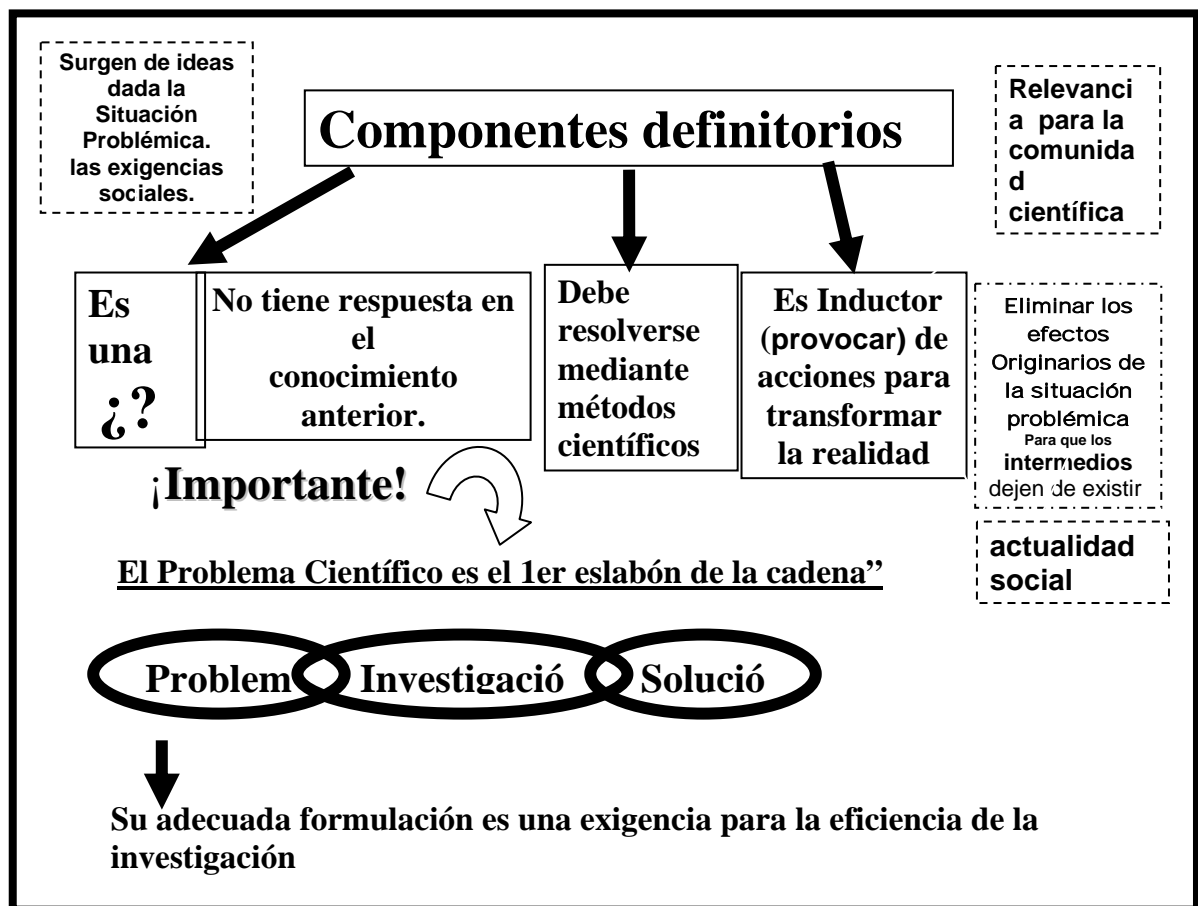 Surgen de ideas
dada la
Situación
Problémica.
las exigencias
sociales.
Componentes definitorios
Relevanci
a para la
comunida
d
científica
Es
una
¿?
No tiene respuesta en
el
conocimiento
anterior.
Debe
resolverse
mediante
métodos
científicos
Es Inductor
(provocar) de
acciones para
transformar
la realidad
Eliminar los
efectos
Originarios de
la situación
problémica
Para que los
intermedios
dejen de existir
¡Importante!
actualidad
social
El Problema Científico es el 1er eslabón de la cadena”
Problem
Investigació
Solució
Su adecuada formulación es una exigencia para la eficiencia de la
investigación